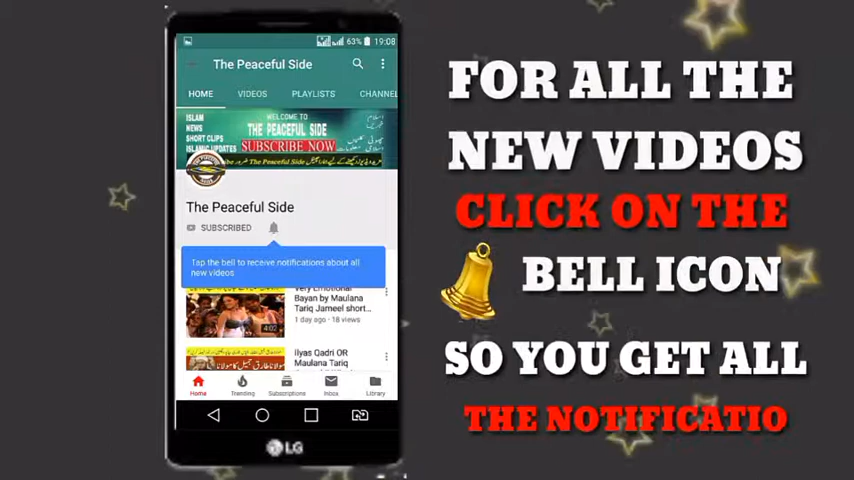 63% 19:08
The Peaceful Side
HOME VIDEOS PLAYLISTS CHANNEL
ISLAM
NEWS
SHORT CLIPS
WELCOME TO
THE PEACEFUL SIDE
SUBSCRIBE NOW
The Peaceful Side
The Peaceful Side
SUBSCRIBED
Tap the bell to receive notifications about all
new videos
Very Emotional
Bayan by Maulana
Tariq Jameel short...
1 day ago · 18 views
4:02
Ilyas Qadri OR
Maulana Tariq
Home Trending Subscriptions Inbox Library
LG
FOR ALL THE
NEW VIDEOS
CLICK ON THE
BELL ICON
SO YOU GET ALL
THE NOTIFICATIO